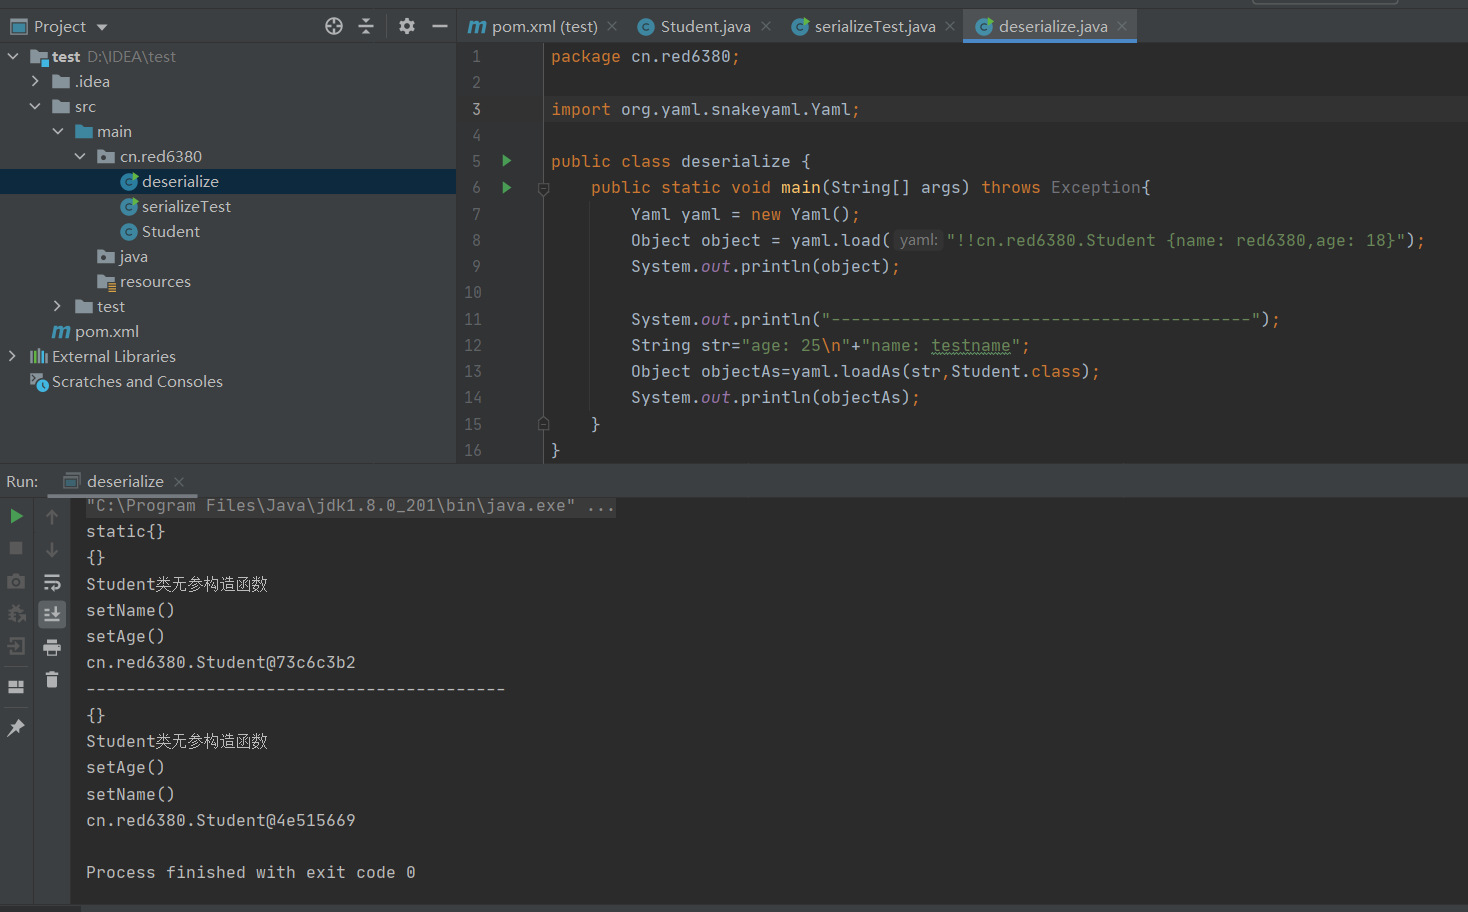 Project
pom.xml (test)
Student.java
serializeTest.java
deserialize.java
test D:\IDEA\test
.idea
src
main
cn.red6380
deserialize
serializeTest
Student
java
resources
test
pom.xml
External Libraries
Scratches and Consoles
1 package cn.red6380;
2
3 import org.yaml.snakeyaml.Yaml;
4
5 public class deserialize {
6 public static void main(String[] args) throws Exception{
7 Yaml yaml = new Yaml();
8 Object object = yaml.load( yaml: "!!cn.red6380.Student {name: red6380,age: 18}");
9 System.out.println(object);
10
11 System.out.println("------------------------------------------");
12 String str="age: 25\n"+"name: testname";
13 Object objectAs=yaml.loadAs(str,Student.class);
14 System.out.println(objectAs);
15 }
16 }
Run: deserialize
"C:\Program Files\Java\jdk1.8.0_201\bin\java.exe" ...
static{}
{}
Student类无参构造函数
setName()
setAge()
cn.red6380.Student@73c6c3b2
------------------------------------------
{}
Student类无参构造函数
setAge()
setName()
cn.red6380.Student@4e515669
Process finished with exit code 0